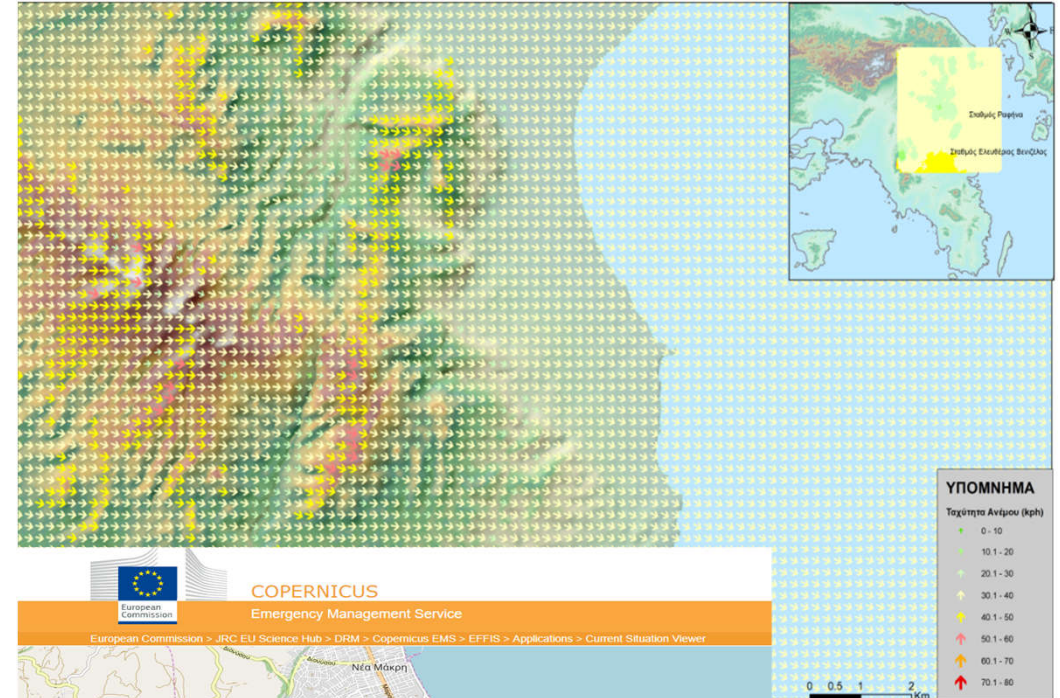 W
E
S
Σταθμός Ραφήνα
Σταθμός Ελευθέριος Βενιζέλος
ΥΠΟΜΝΗΜΑ
Ταχύτητα Ανέμου (kph)
0 - 10
10.1 - 20
20.1 - 30
30.1 - 40
40.1 - 50
50.1 - 60
60.1 - 70
70.1 - 80
European
Commission
COPERNICUS
Emergency Management Service
European Commission > JRC EU Science Hub > DRM > Copernicus EMS > EFFIS > Applications > Current Situation Viewer
Διονύσου
Νέα Μάκρη
0 0.5 1 2
Km